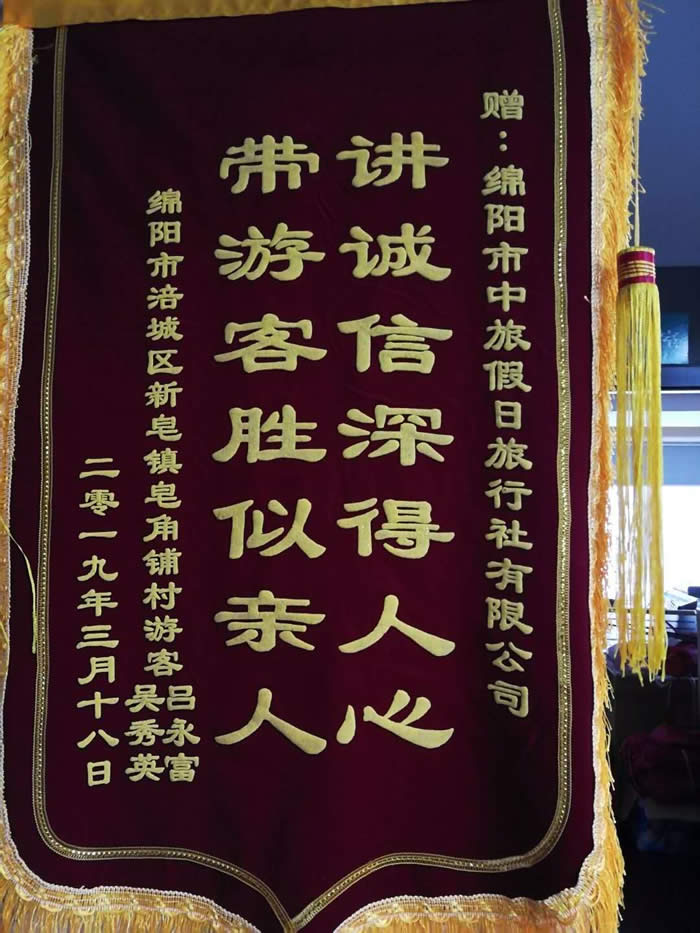 赠：绵阳市中旅假日旅行社有限公司
讲诚信深得人心
带游客胜似亲人
绵阳市涪城区新皂镇皂角铺村游客
吕永富
吴秀英
二零一九年三月十八日